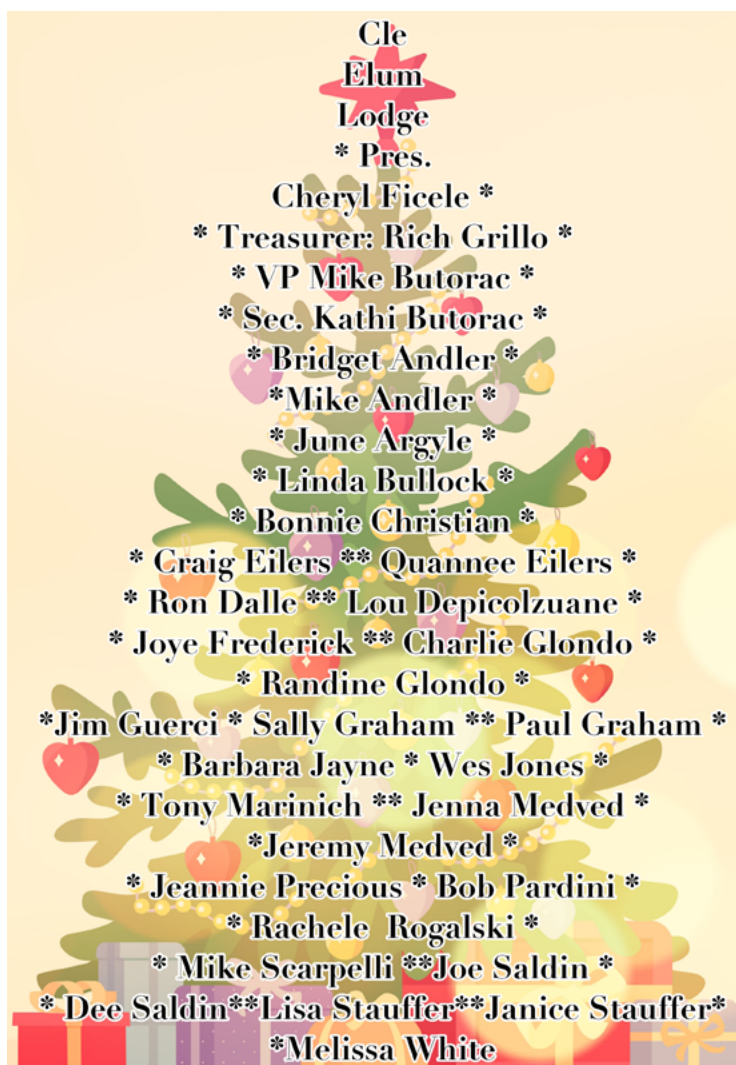 Cle
Elum
Lodge
* Pres.
Cheryl Ficele *
* Treasurer: Rich Grillo *
* VP Mike Butorac *
* Sec. Kathi Butorac *
* Bridget Andler *
*Mike Andler *
* June Argyle *
* Linda Bullock *
* Bonnie Christian *
* Craig Eilers ** Quannee Eilers *
* Ron Dalle ** Lou Depicolzuane *
* Joye Frederick ** Charlie Glondo *
* Randine Glondo *
*Jim Guerci * Sally Graham ** Paul Graham *
* Barbara Jayne * Wes Jones *
* Tony Marinich ** Jenna Medved *
*Jeremy Medved *
* Jeannie Precious * Bob Pardini *
* Rachele  Rogalski *
* Mike Scarpelli **Joe Saldin *
* Dee Saldin**Lisa Stauffer**Janice Stauffer*
*Melissa White